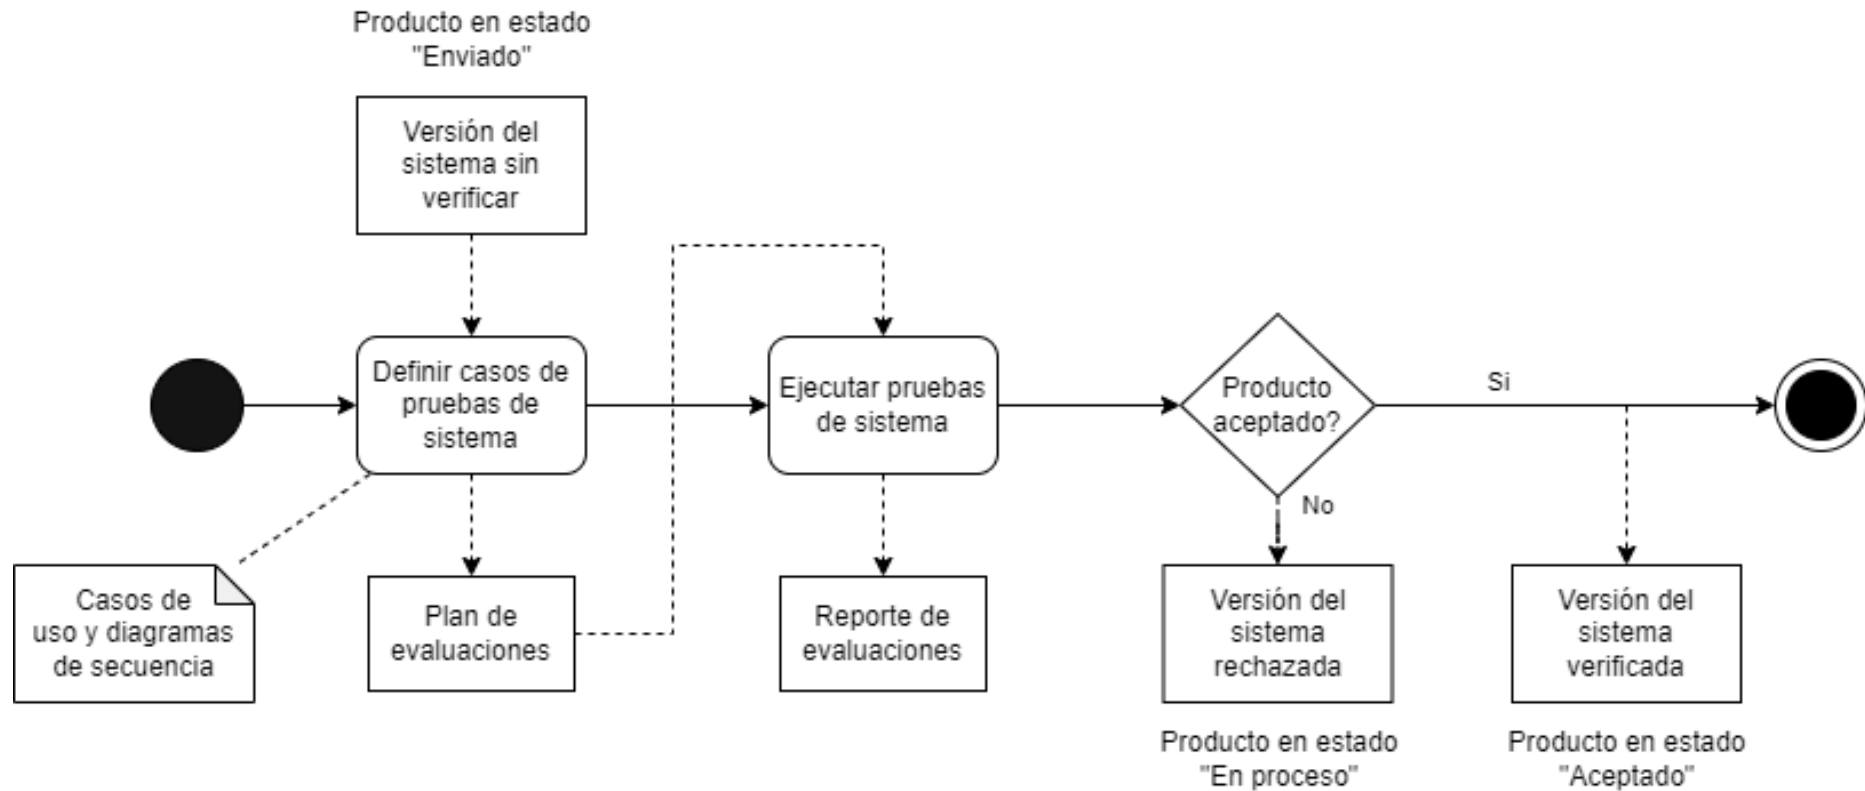 Producto en estado
"Enviado"
Versión del
sistema sin
verificar
Definir casos de
pruebas de
sistema
Ejecutar pruebas
de sistema
Producto
aceptado?
Si
No
Casos de
uso y diagramas
de secuencia
Plan de
evaluaciones
Reporte de
evaluaciones
Versión del
sistema
rechazada
Versión del
sistema
verificada
Producto en estado
"En proceso"
Producto en estado
"Aceptado"